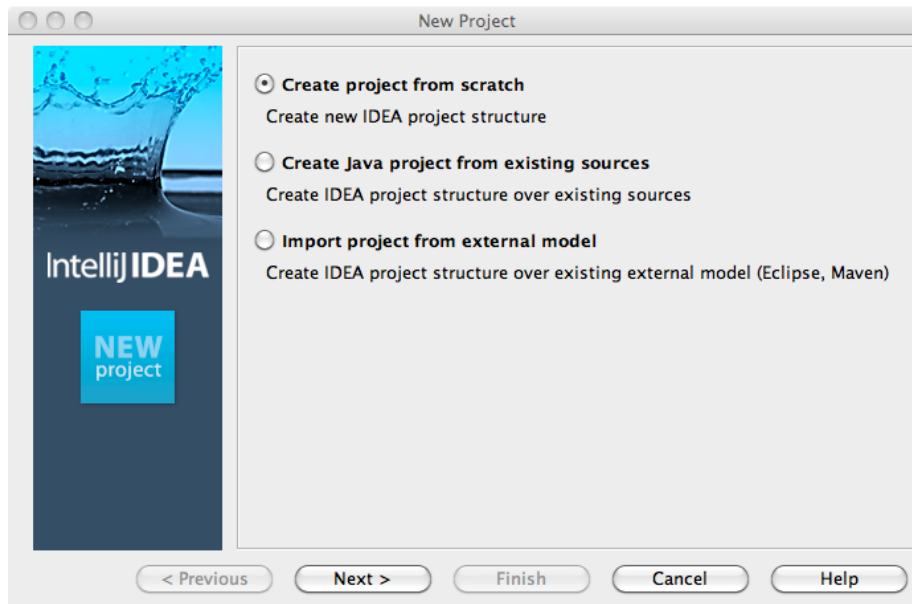 New Project
Create project from scratch
Create new IDEA project structure
Create Java project from existing sources
Create IDEA project structure over existing sources
Import project from external model
Create IDEA project structure over existing external model (Eclipse, Maven)
IntelliJ IDEA
NEW
project
< Previous
Next >
Finish
Cancel
Help